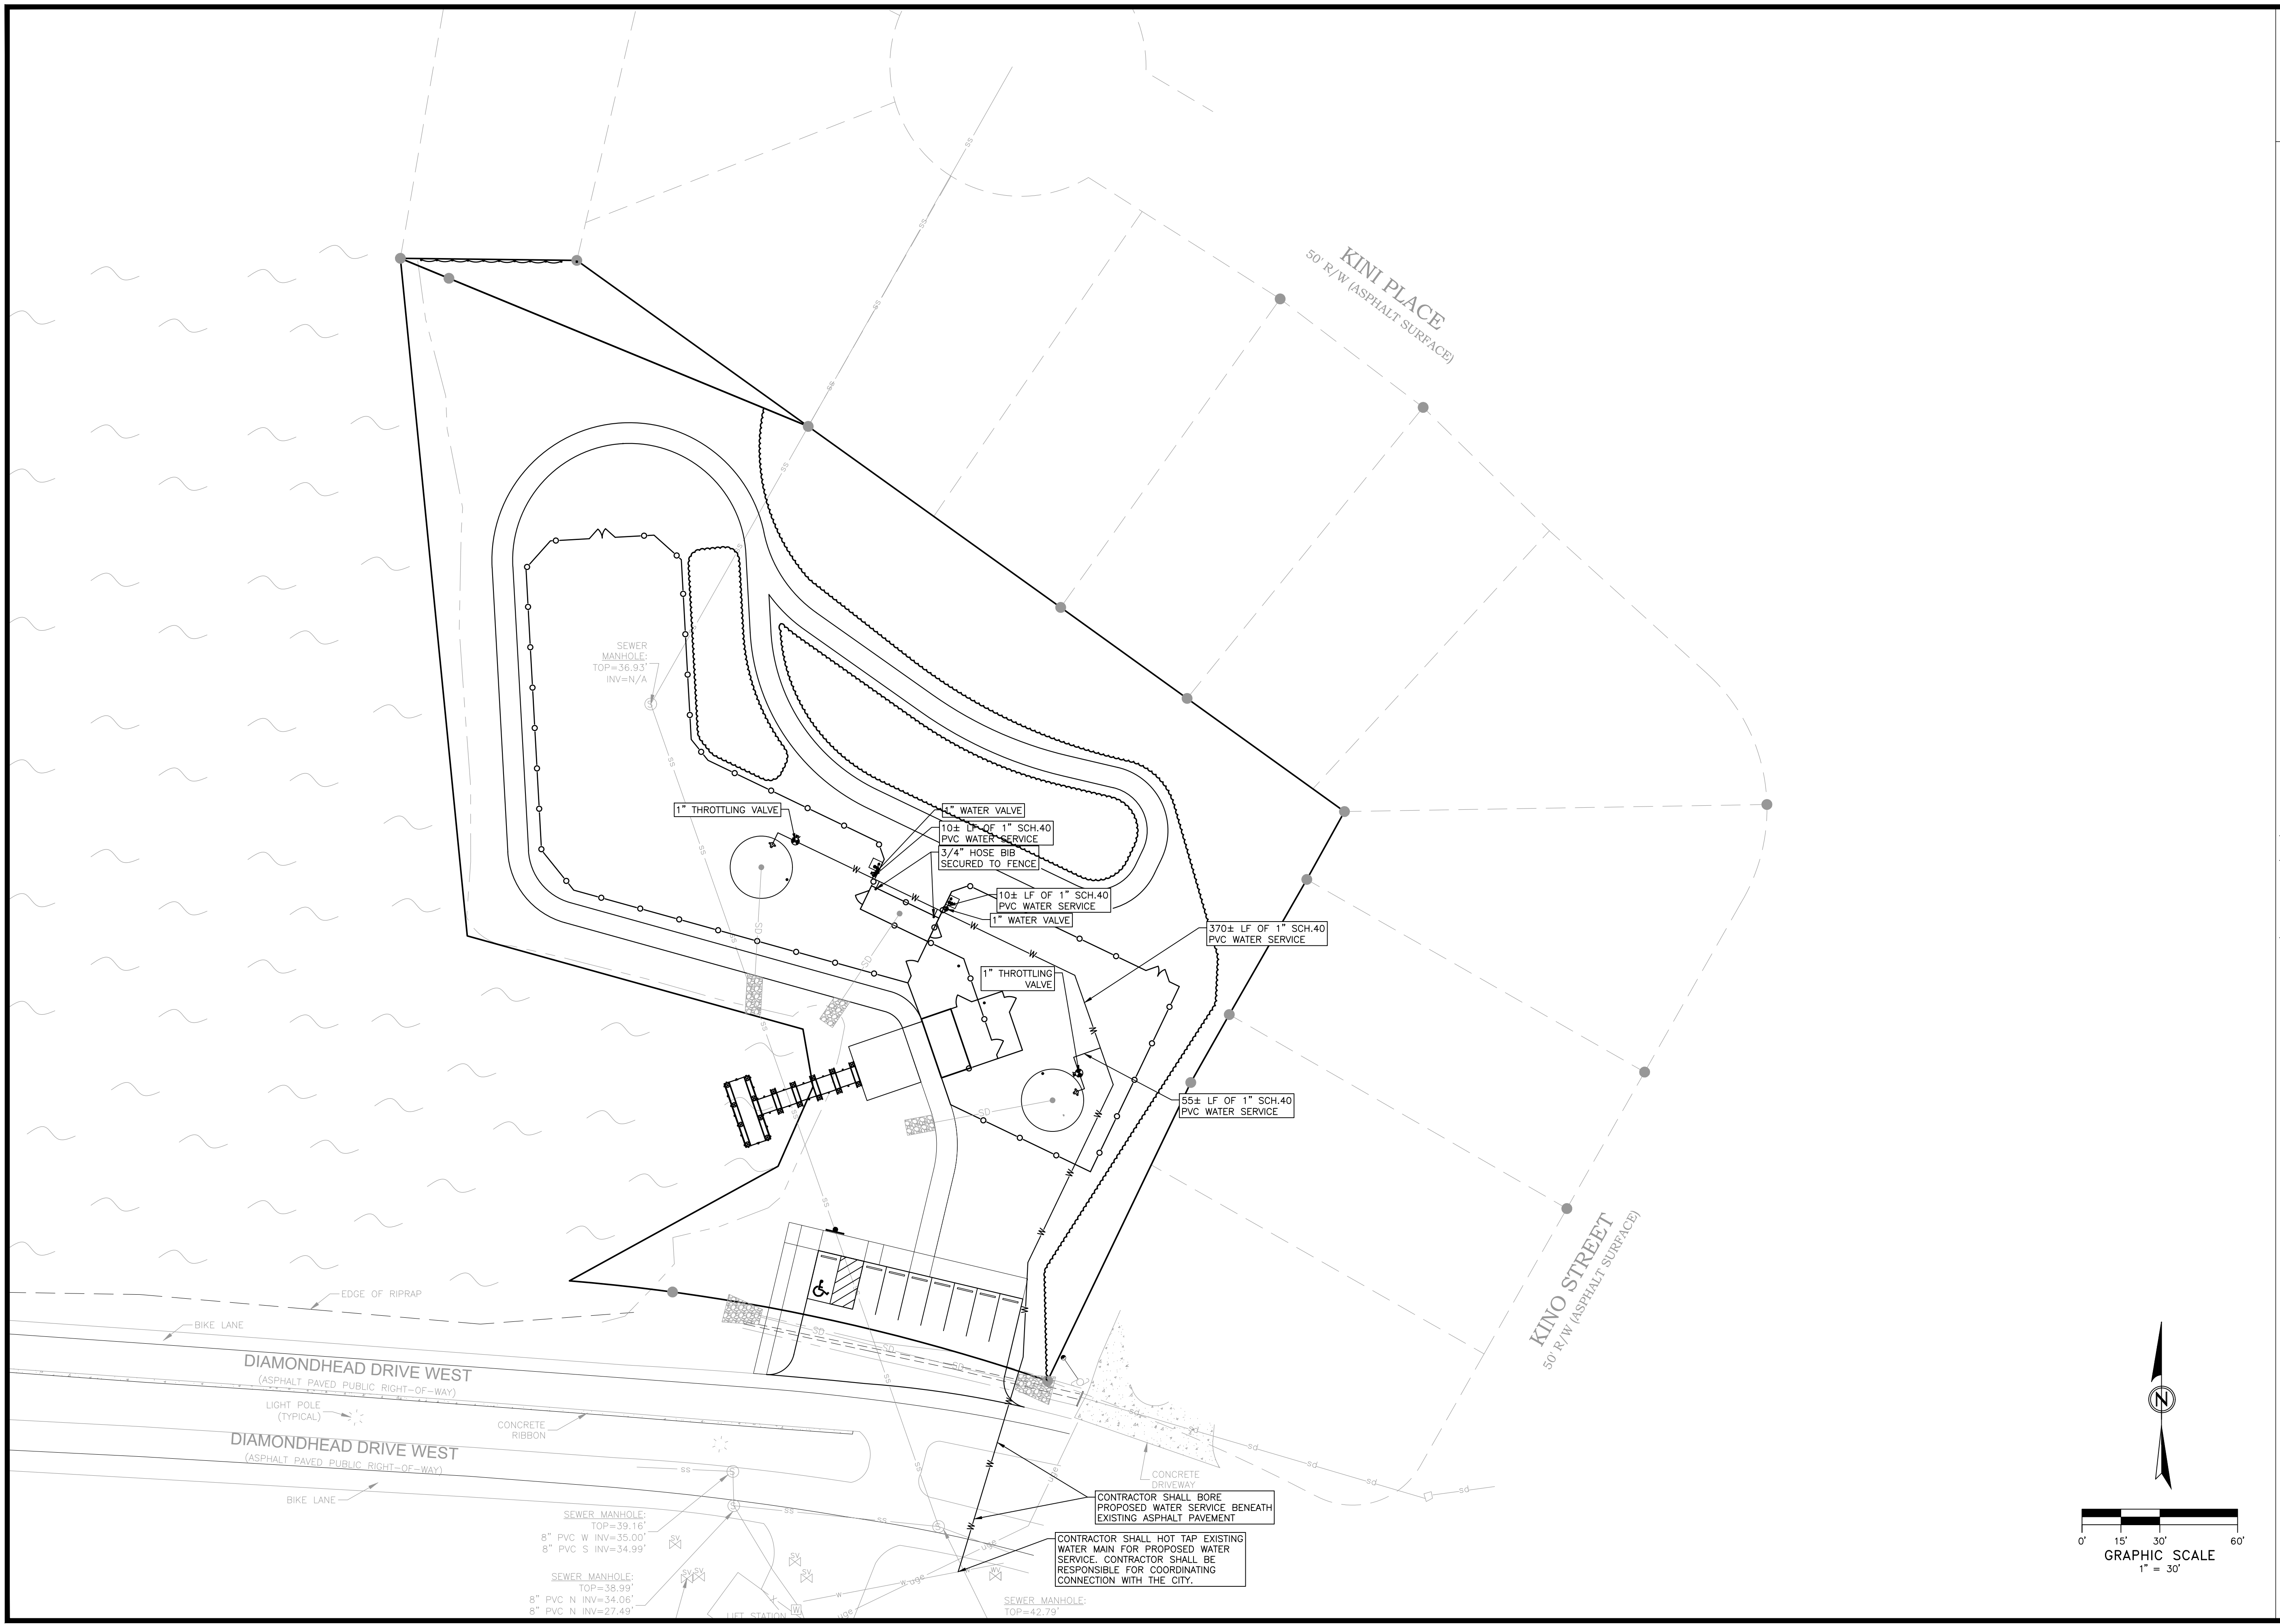 KINI PLACE
50' R/W (ASPHALT SURFACE)
SEWER
MANHOLE:
TOP=36.93'
INV=N/A
1" THROTTLING VALVE
1" WATER VALVE
10± LF OF 1" SCH.40
PVC WATER SERVICE
3/4" HOSE BIB
SECURED TO FENCE
10± LF OF 1" SCH.40
PVC WATER SERVICE
1" WATER VALVE
370± LF OF 1" SCH.40
PVC WATER SERVICE
1" THROTTLING
VALVE
55± LF OF 1" SCH.40
PVC WATER SERVICE
KINO STREET
50' R/W (ASPHALT SURFACE)
EDGE OF RIPRAP
BIKE LANE
DIAMONDHEAD DRIVE WEST
(ASPHALT PAVED PUBLIC RIGHT-OF-WAY)
LIGHT POLE
(TYPICAL)
CONCRETE
RIBBON
DIAMONDHEAD DRIVE WEST
(ASPHALT PAVED PUBLIC RIGHT-OF-WAY)
BIKE LANE
CONCRETE
DRIVEWAY
CONTRACTOR SHALL BORE
PROPOSED WATER SERVICE BENEATH
EXISTING ASPHALT PAVEMENT
SEWER MANHOLE:
TOP=39.16'
8" PVC W INV=35.00'
8" PVC S INV=34.99'
CONTRACTOR SHALL HOT TAP EXISTING
WATER MAIN FOR PROPOSED WATER
SERVICE. CONTRACTOR SHALL BE
RESPONSIBLE FOR COORDINATING
CONNECTION WITH THE CITY.
SEWER MANHOLE:
TOP=38.99'
8" PVC N INV=34.06'
8" PVC N INV=27.49'
LIFT STATION
SEWER MANHOLE:
TOP=42.79'
N
0' 15' 30' 60'
GRAPHIC SCALE
1" = 30'